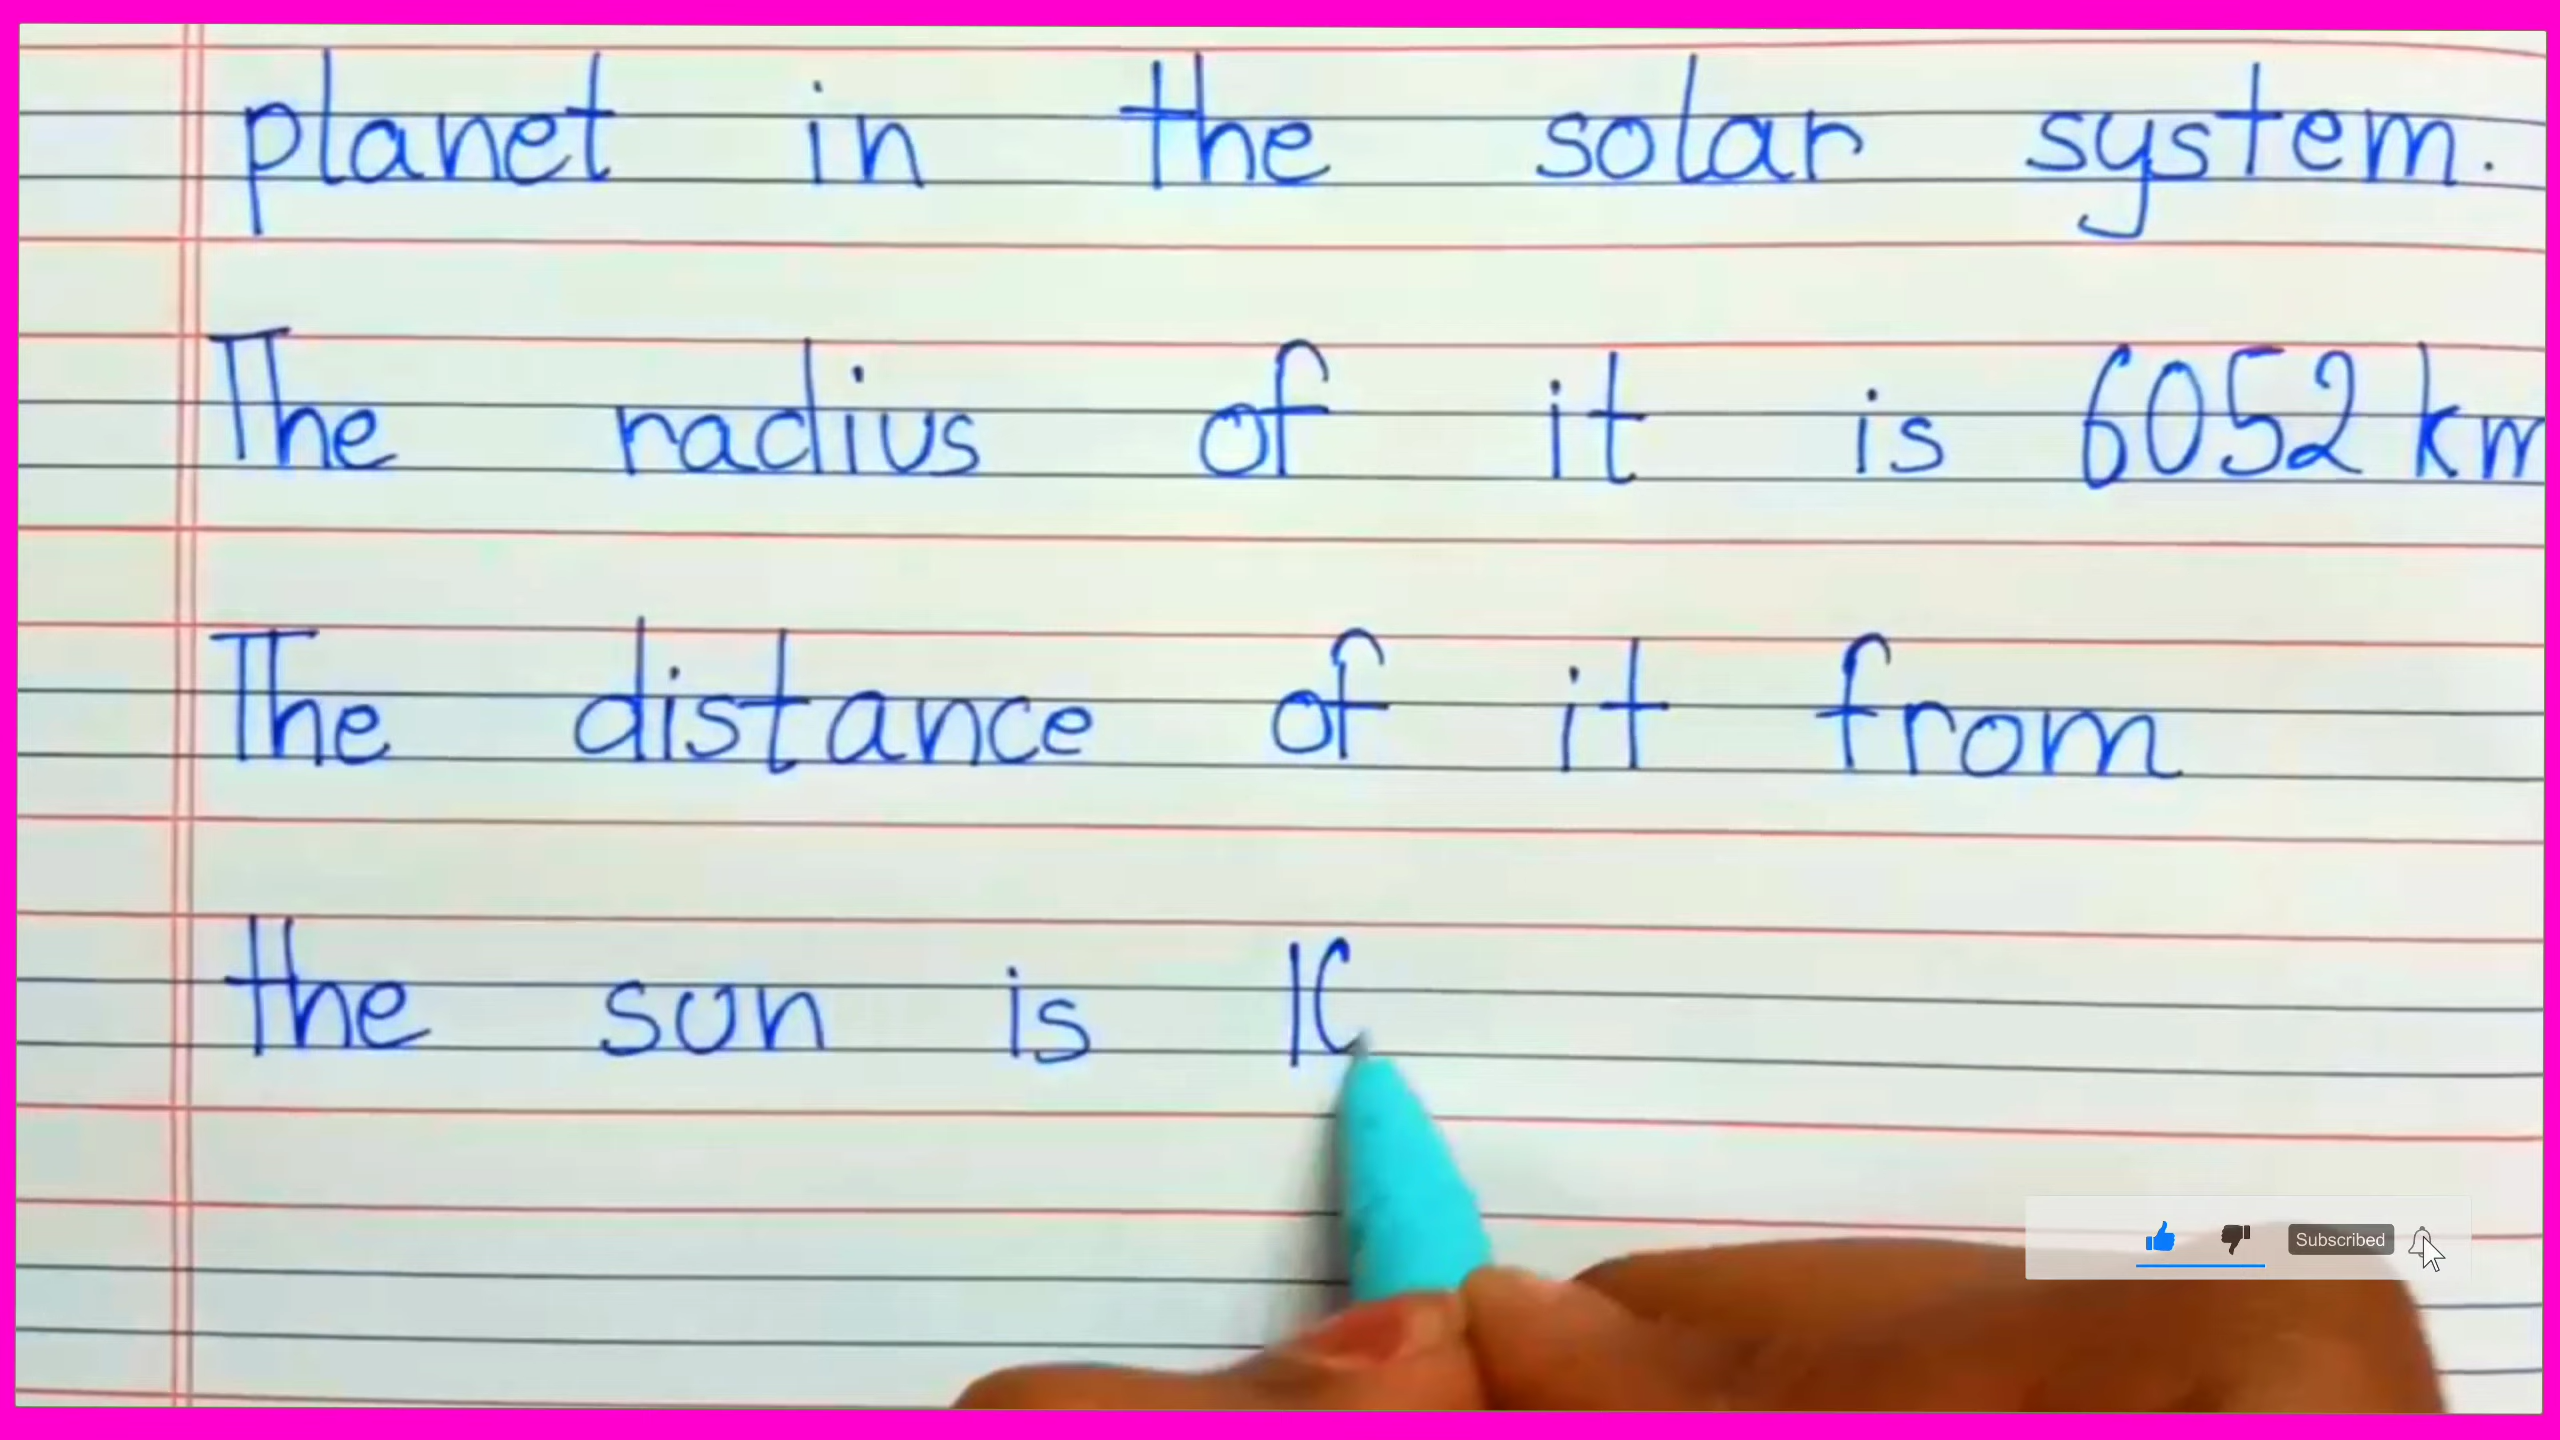 planet in the solar system.
The radius of it is 6052 km
The distance of it from
the sun is 1
Subscribed